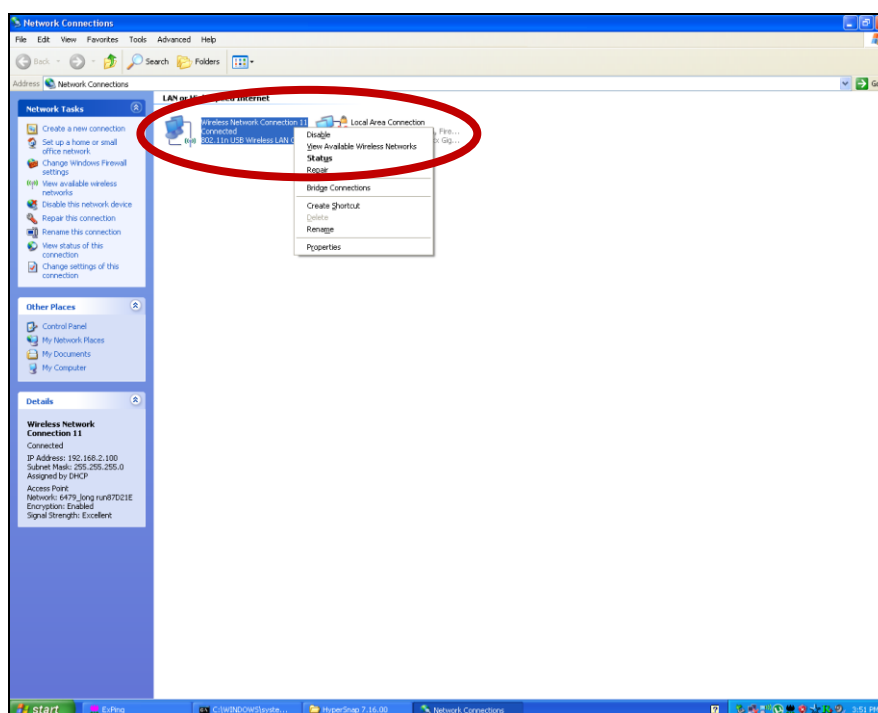 Network Connections
File Edit View Favorites Tools Advanced Help
Back Search Folders
Address Network Connections
Network Tasks
Create a new connection
Set up a home or small
office network
Change Windows Firewall
settings
View available wireless
networks
Disable this network device
Repair this connection
Rename this connection
View status of this
connection
Change settings of this
connection
Other Places
Control Panel
My Network Places
My Documents
My Computer
Details
Wireless Network
Connection 11
Connected
IP Address: 192.168.2.100
Subnet Mask: 255.255.255.0
Assigned by DHCP
Access Point
Network: 6479_long run87D21E
Encryption: Enabled
Signal Strength: Excellent
LAN or Internet
Wireless Network Connection 11
Connected
802.11n USB Wireless LAN
Local Area Connection
, Fire...
Gig...
Disable
View Available Wireless Networks
Status
Repair
Bridge Connections
Create Shortcut
Delete
Rename
Properties
start ExPing C:\WINDOWS\syste... HyperSnap 7.16.00 Network Connections 2:51 PM